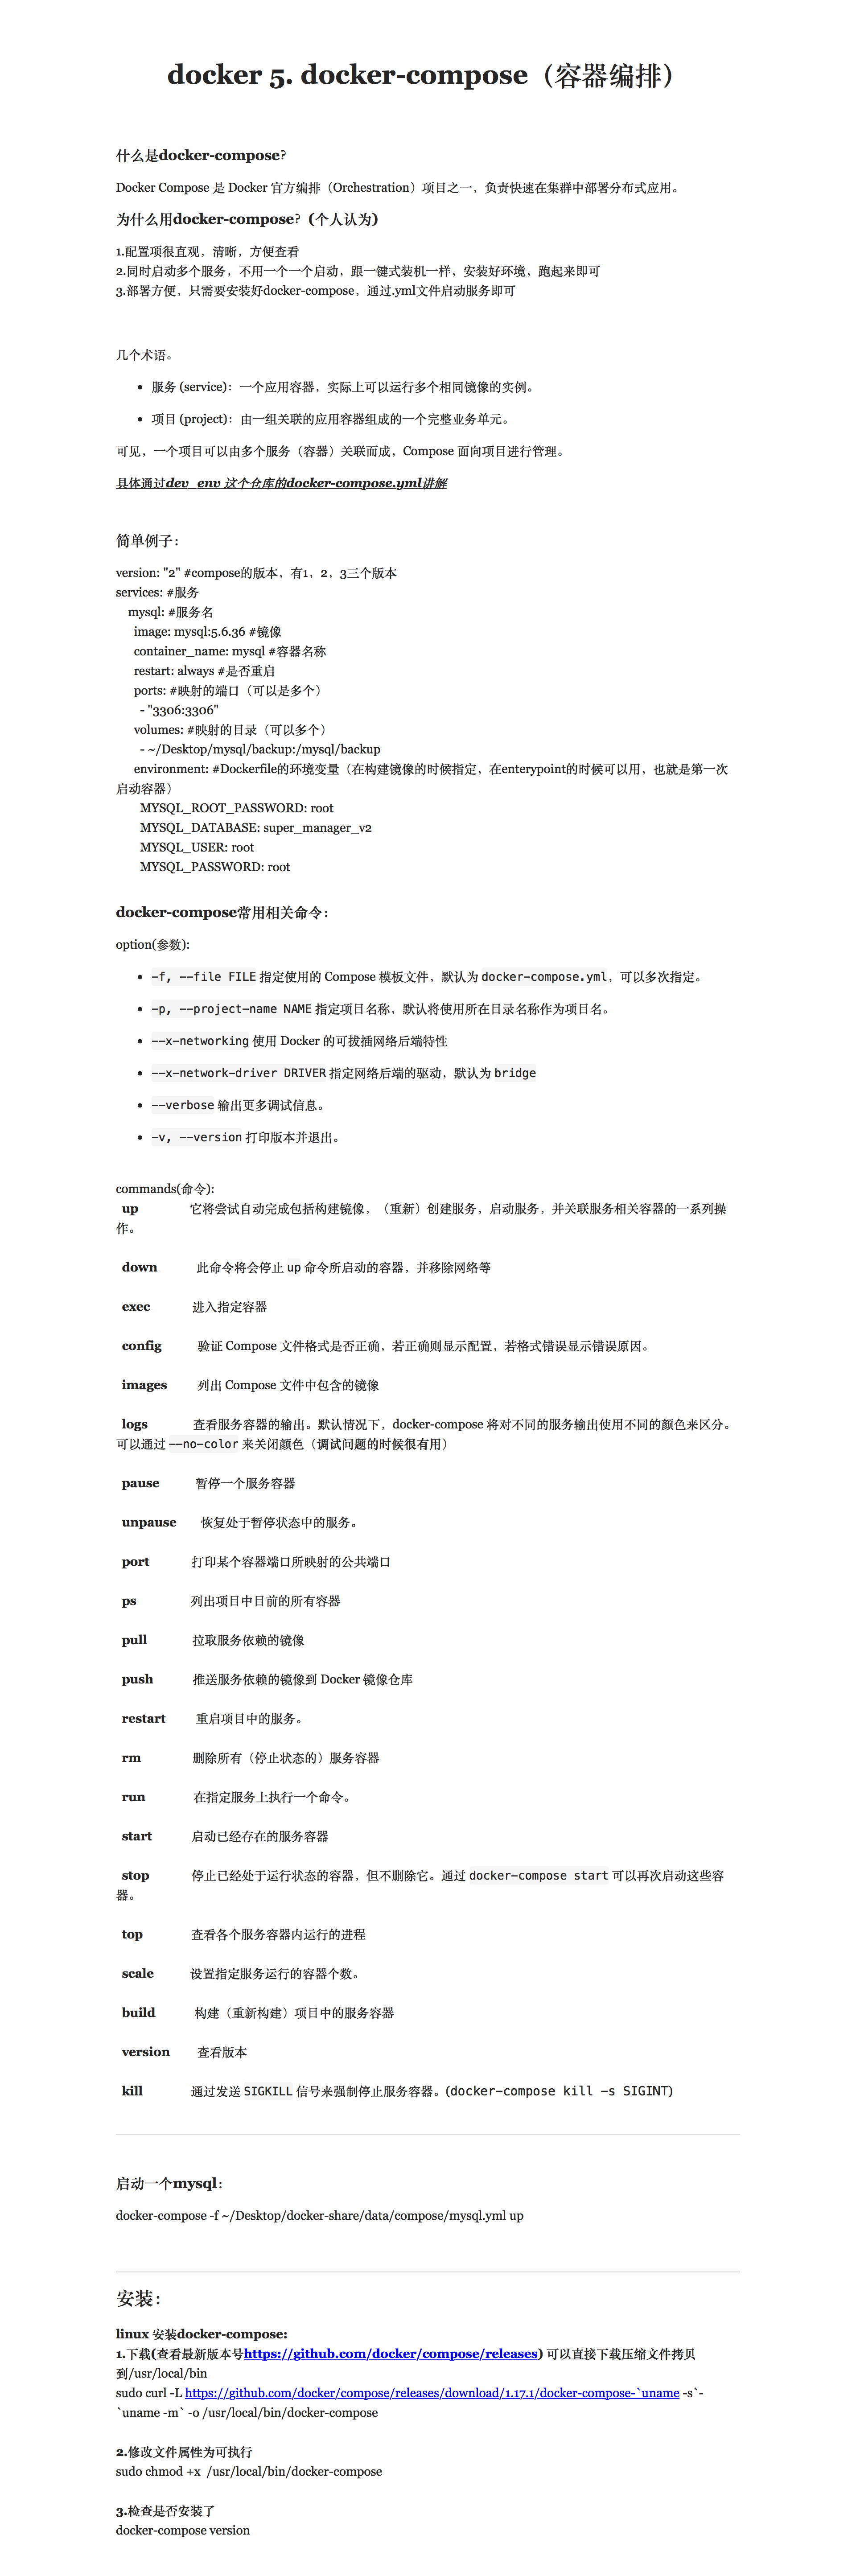 docker 5. docker-compose（容器编排）
什么是docker-compose？
Docker Compose 是 Docker 官方编排（Orchestration）项目之一，负责快速在集群中部署分布式应用。
为什么用docker-compose？(个人认为)
1.配置项很直观，清晰，方便查看
2.同时启动多个服务，不用一个一个启动，跟一键式装机一样，安装好环境，跑起来即可
3.部署方便，只需要安装好docker-compose，通过.yml文件启动服务即可
几个术语。
• 服务 (service)：一个应用容器，实际上可以运行多个相同镜像的实例。
• 项目 (project)：由一组关联的应用容器组成的一个完整业务单元。
可见，一个项目可以由多个服务（容器）关联而成，Compose 面向项目进行管理。
具体通过dev_env 这个仓库的docker-compose.yml讲解
简单例子：
version: "2" #compose的版本，有1，2，3三个版本
services: #服务
mysql: #服务名
image: mysql:5.6.36 #镜像
container_name: mysql #容器名称
restart: always #是否重启
ports: #映射的端口（可以是多个）
- "3306:3306"
volumes: #映射的目录（可以多个）
- ~/Desktop/mysql/backup:/mysql/backup
environment: #Dockerfile的环境变量（在构建镜像的时候指定，在enterypoint的时候可以用，也就是第一次
启动容器）
MYSQL_ROOT_PASSWORD: root
MYSQL_DATABASE: super_manager_v2
MYSQL_USER: root
MYSQL_PASSWORD: root
docker-compose常用相关命令：
option(参数):
• -f, --file FILE 指定使用的 Compose 模板文件，默认为 docker-compose.yml，可以多次指定。
• -p, --project-name NAME 指定项目名称，默认将使用所在目录名称作为项目名。
• --x-networking 使用 Docker 的可拔插网络后端特性
• --x-network-driver DRIVER 指定网络后端的驱动，默认为 bridge
• --verbose 输出更多调试信息。
• -v, --version 打印版本并退出。
commands(命令):
up 它将尝试自动完成包括构建镜像，（重新）创建服务，启动服务，并关联服务相关容器的一系列操
作。
down 此命令将会停止 up 命令所启动的容器，并移除网络等
exec 进入指定容器
config 验证 Compose 文件格式是否正确，若正确则显示配置，若格式错误显示错误原因。
images 列出 Compose 文件中包含的镜像
logs 查看服务容器的输出。默认情况下，docker-compose 将对不同的服务输出使用不同的颜色来区分。
可以通过 --no-color 来关闭颜色（调试问题的时候很有用）
pause 暂停一个服务容器
unpause 恢复处于暂停状态中的服务。
port 打印某个容器端口所映射的公共端口
ps 列出项目中目前的所有容器
pull 拉取服务依赖的镜像
push 推送服务依赖的镜像到 Docker 镜像仓库
restart 重启项目中的服务。
rm 删除所有（停止状态的）服务容器
run 在指定服务上执行一个命令。
start 启动已经存在的服务容器
stop 停止已经处于运行状态的容器，但不删除它。通过 docker-compose start 可以再次启动这些容
器。
top 查看各个服务容器内运行的进程
scale 设置指定服务运行的容器个数。
build 构建（重新构建）项目中的服务容器
version 查看版本
kill 通过发送 SIGKILL 信号来强制停止服务容器。(docker-compose kill -s SIGINT)
启动一个mysql：
docker-compose -f ~/Desktop/docker-share/data/compose/mysql.yml up
安装：
linux 安装docker-compose:
1.下载(查看最新版本号https://github.com/docker/compose/releases) 可以直接下载压缩文件拷贝
到/usr/local/bin
sudo curl -L https://github.com/docker/compose/releases/download/1.17.1/docker-compose-`uname -s`-
`uname -m` -o /usr/local/bin/docker-compose
2.修改文件属性为可执行
sudo chmod +x /usr/local/bin/docker-compose
3.检查是否安装了
docker-compose version